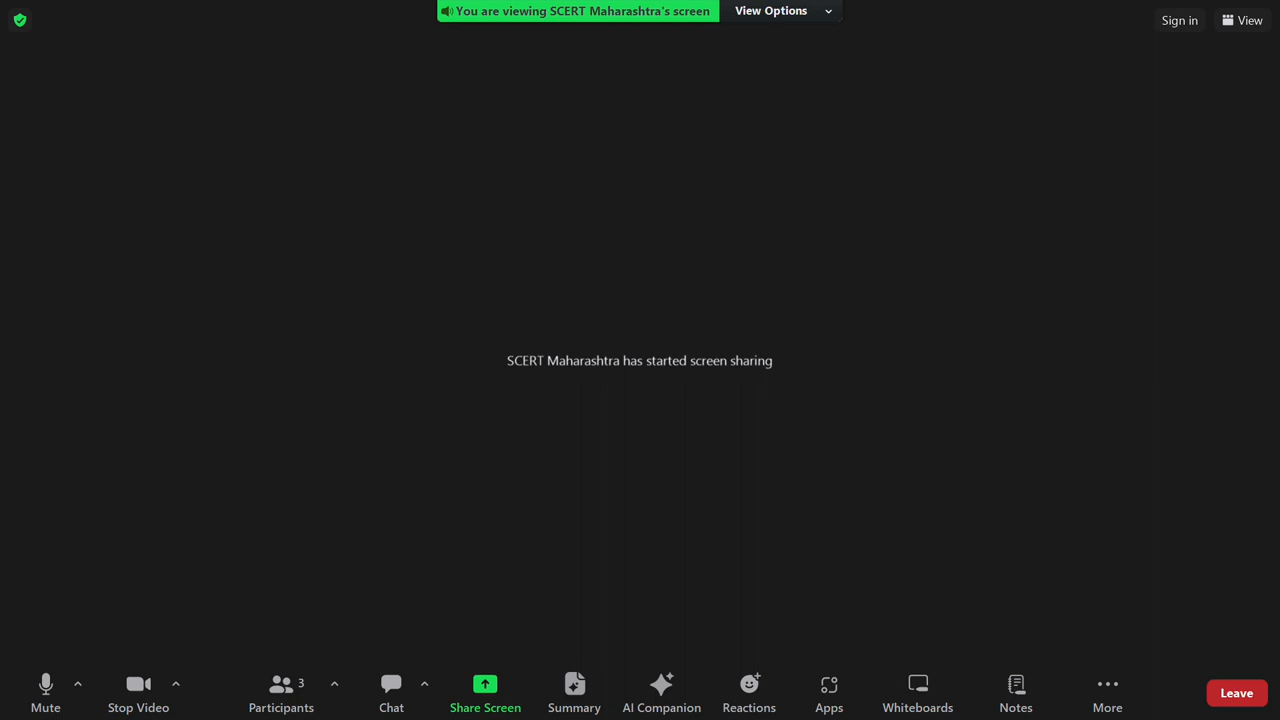 You are viewing SCERT Maharashtra's screen
View Options
Sign in
View
SCERT Maharashtra has started screen sharing
3
Mute
Stop Video
Participants
Chat
Share Screen
Summary
AI Companion
Reactions
Apps
Whiteboards
Notes
More
Leave